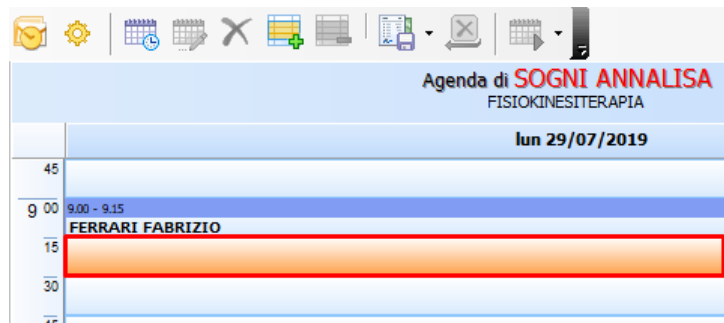 Agenda di SOGNI ANNALISA
FISIOKINESITERAPIA
lun 29/07/2019
45
9 00 9.00 - 9.15
FERRARI FABRIZIO
15
30
45